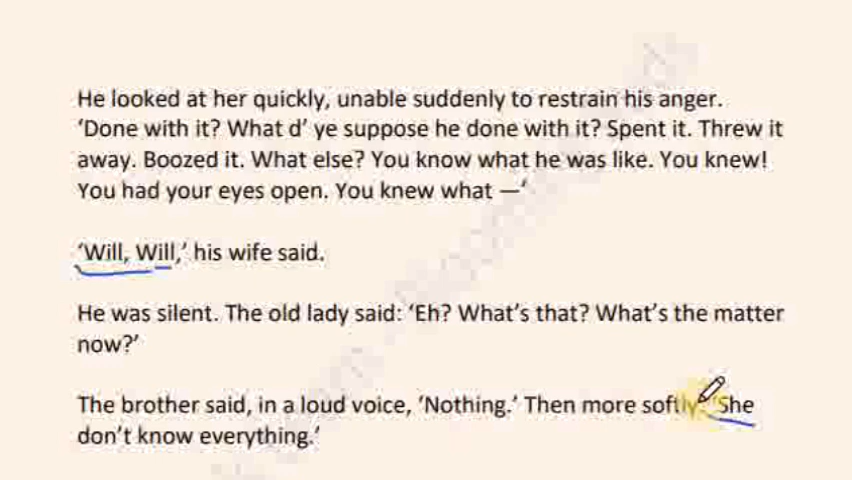 He looked at her quickly, unable suddenly to restrain his anger.
‘Done with it? What d’ ye suppose he done with it? Spent it. Threw it
away. Boozed it. What else? You know what he was like. You knew!
You had your eyes open. You knew what —‘
‘Will, Will,’ his wife said.
He was silent. The old lady said: ‘Eh? What’s that? What’s the matter
now?’
The brother said, in a loud voice, ‘Nothing.’ Then more softly ‘She
don’t know everything.’